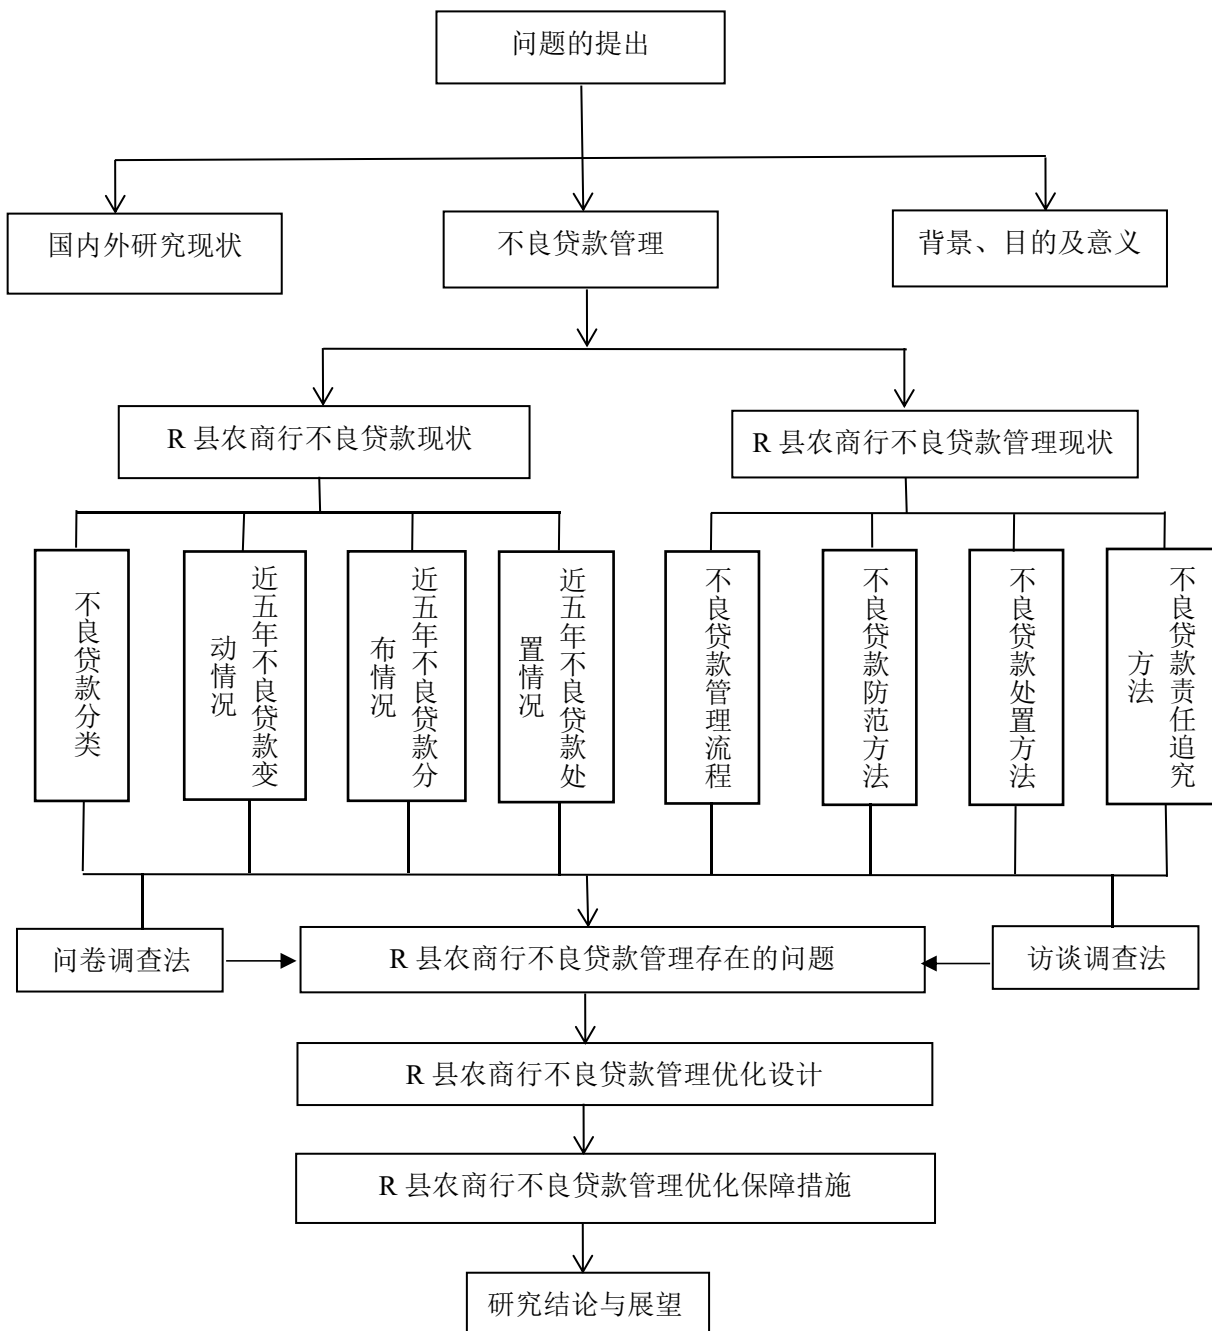 问题的提出
国内外研究现状
不良贷款管理
背景、目的及意义
R 县农商行不良贷款现状
R 县农商行不良贷款管理现状
不良贷款分类
近五年不良贷款变
动情况
近五年不良贷款分
布情况
近五年不良贷款处
置情况
不良贷款管理流程
不良贷款防范方法
不良贷款处置方法
不良贷款责任追究
方法
问卷调查法
R 县农商行不良贷款管理存在的问题
访谈调查法
R 县农商行不良贷款管理优化设计
R 县农商行不良贷款管理优化保障措施
研究结论与展望